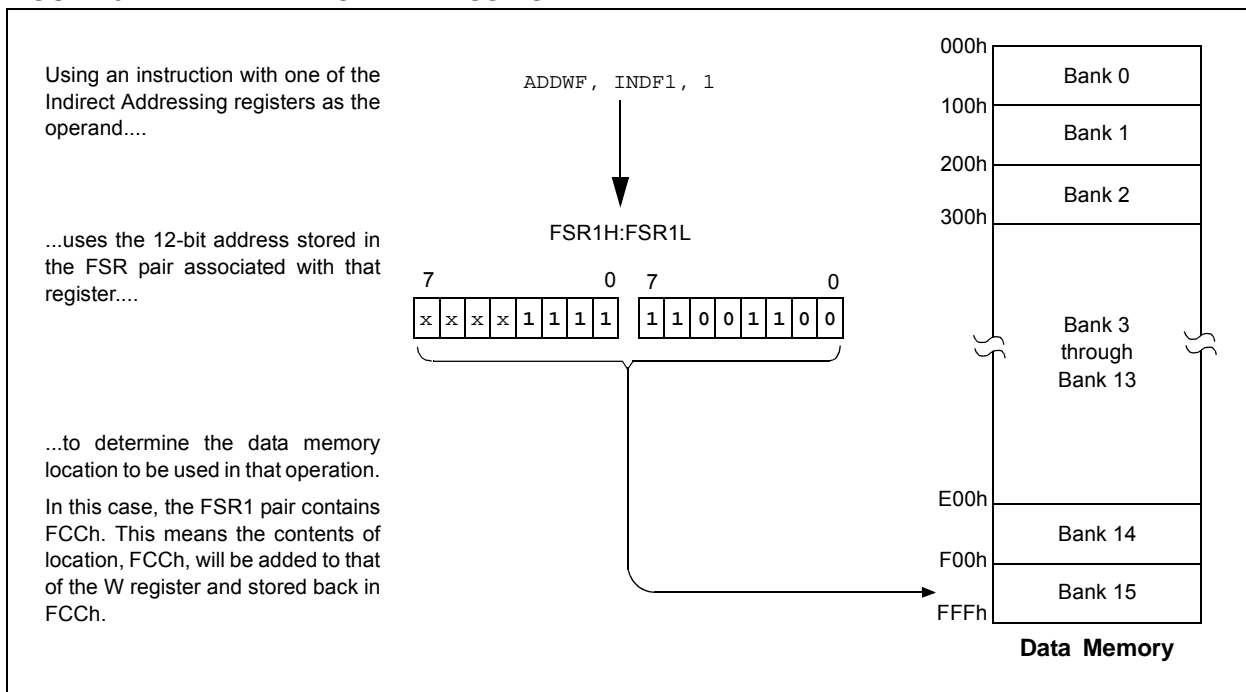 Using an instruction with one of the
Indirect Addressing registers as the
operand....
ADDWF, INDF1, 1
...uses the 12-bit address stored in
the FSR pair associated with that
register....
FSR1H:FSR1L
7 0 7 0
x x x x 1 1 1 1 1 1 0 0 1 1 0 0
...to determine the data memory
location to be used in that operation.
In this case, the FSR1 pair contains
FCCh. This means the contents of
location, FCCh, will be added to that
of the W register and stored back in
FCCh.
000h
Bank 0
100h
Bank 1
200h
Bank 2
300h
Bank 3
through
Bank 13
E00h
Bank 14
F00h
Bank 15
FFFh
Data Memory